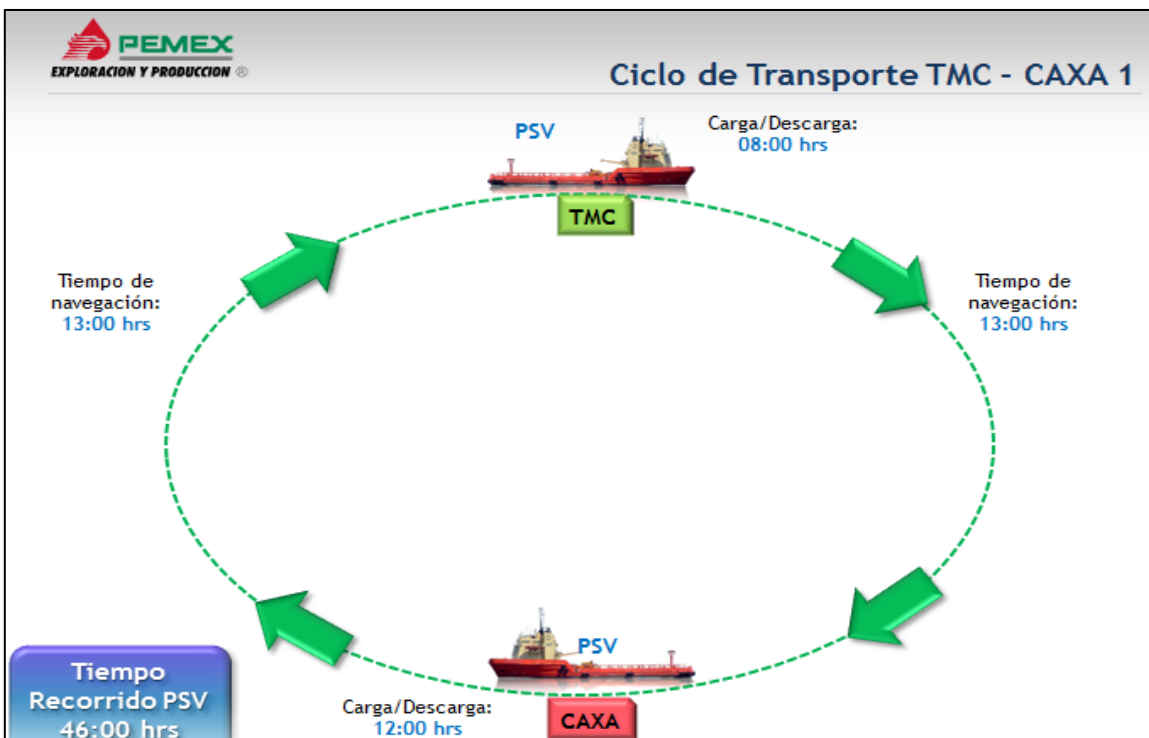 PEMEX
EXPLORACION Y PRODUCCION ®
Ciclo de Transporte TMC - CAXA 1
PSV
Carga/Descarga:
08:00 hrs
TMC
Tiempo de
navegación:
13:00 hrs
Tiempo de
navegación:
13:00 hrs
PSV
Tiempo
Recorrido PSV
46:00 hrs
Carga/Descarga:
12:00 hrs
CAXA